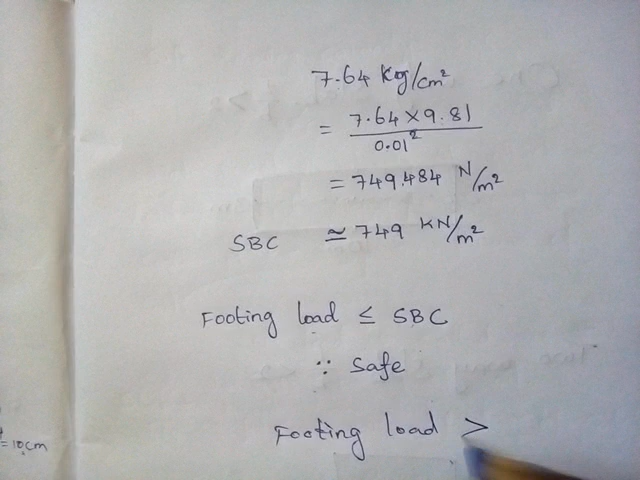 7.64 Kg/cm²
= 7.64 × 9.81
0.01²
= 749.484 N/m²
SBC ≃ 749 KN/m²
Footing load ≤ SBC
∵ Safe
Footing load >
= 10cm